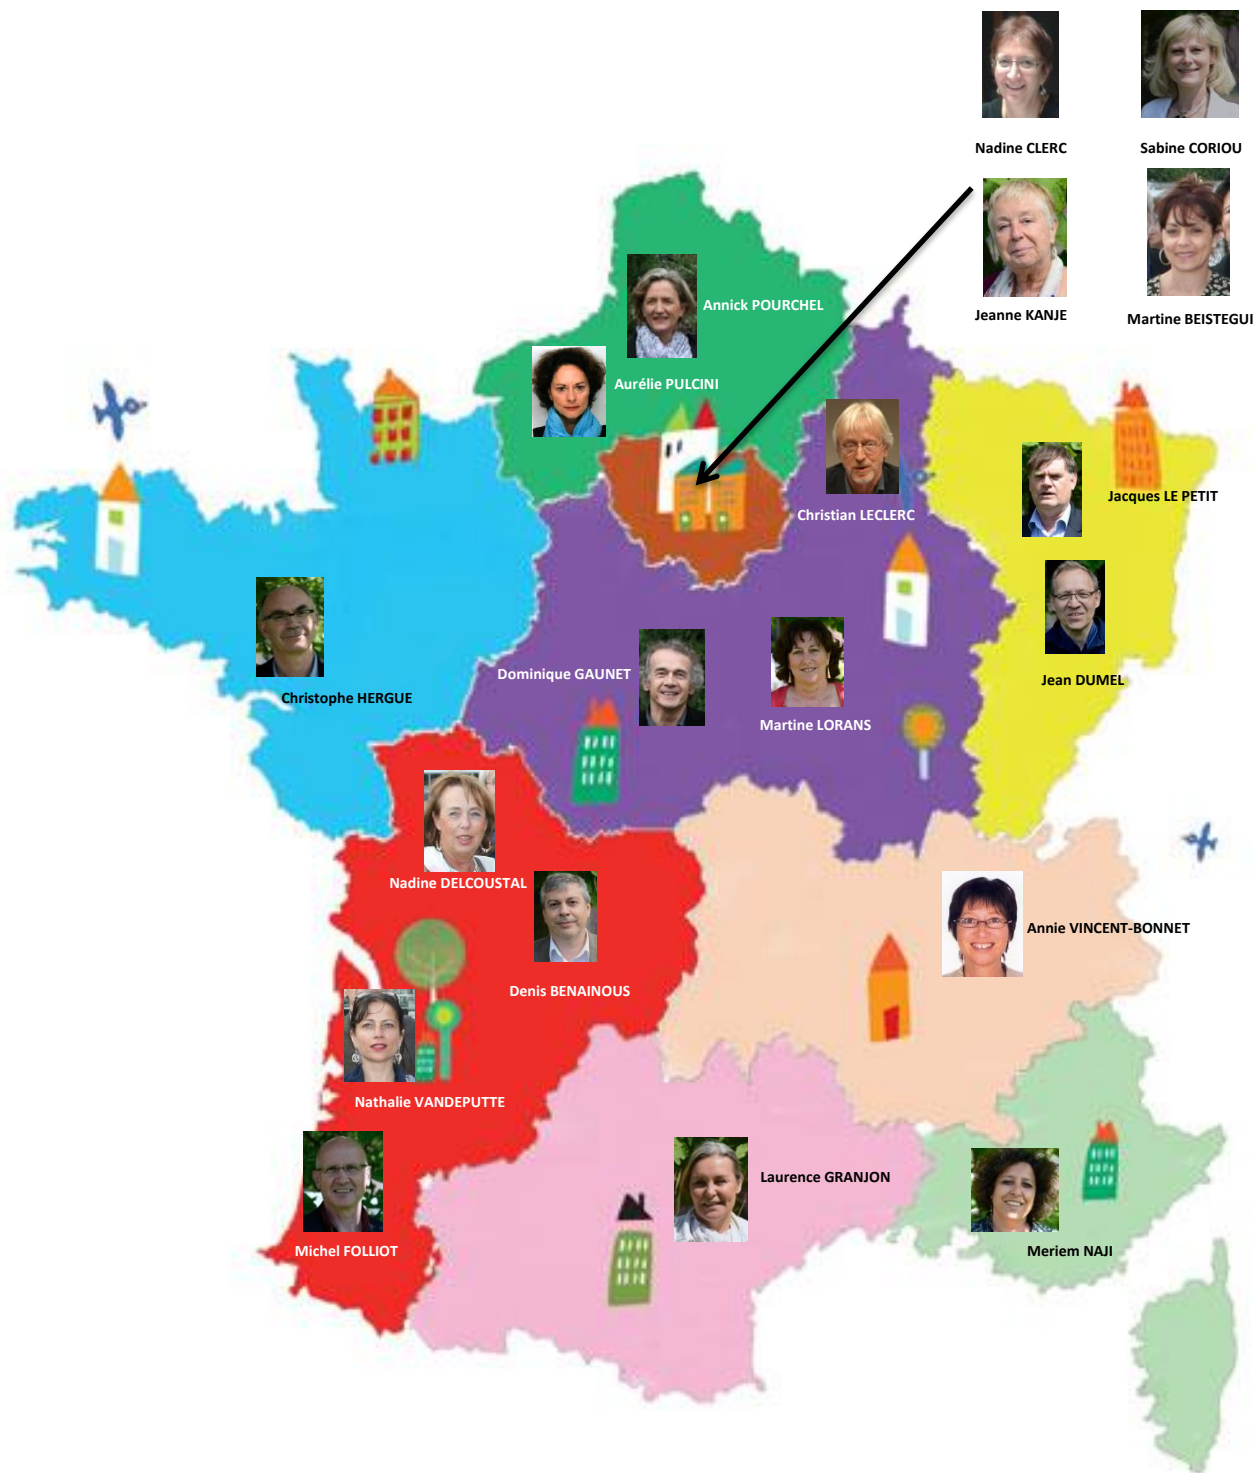 Nadine CLERC
Sabine CORIOU
Jeanne KANJE
Martine BEISTEGUI
Annick POURCHEL
Aurélie PULCINI
Jacques LE PETIT
Christian LECLERC
Dominique GAUNET
Jean DUMEL
Christophe HERGUE
Martine LORANS
Nadine DELCOUSTAL
Annie VINCENT-BONNET
Denis BENAINOUS
Nathalie VANDEPUTTE
Laurence GRANJON
Michel FOLLIOT
Meriem NAJI